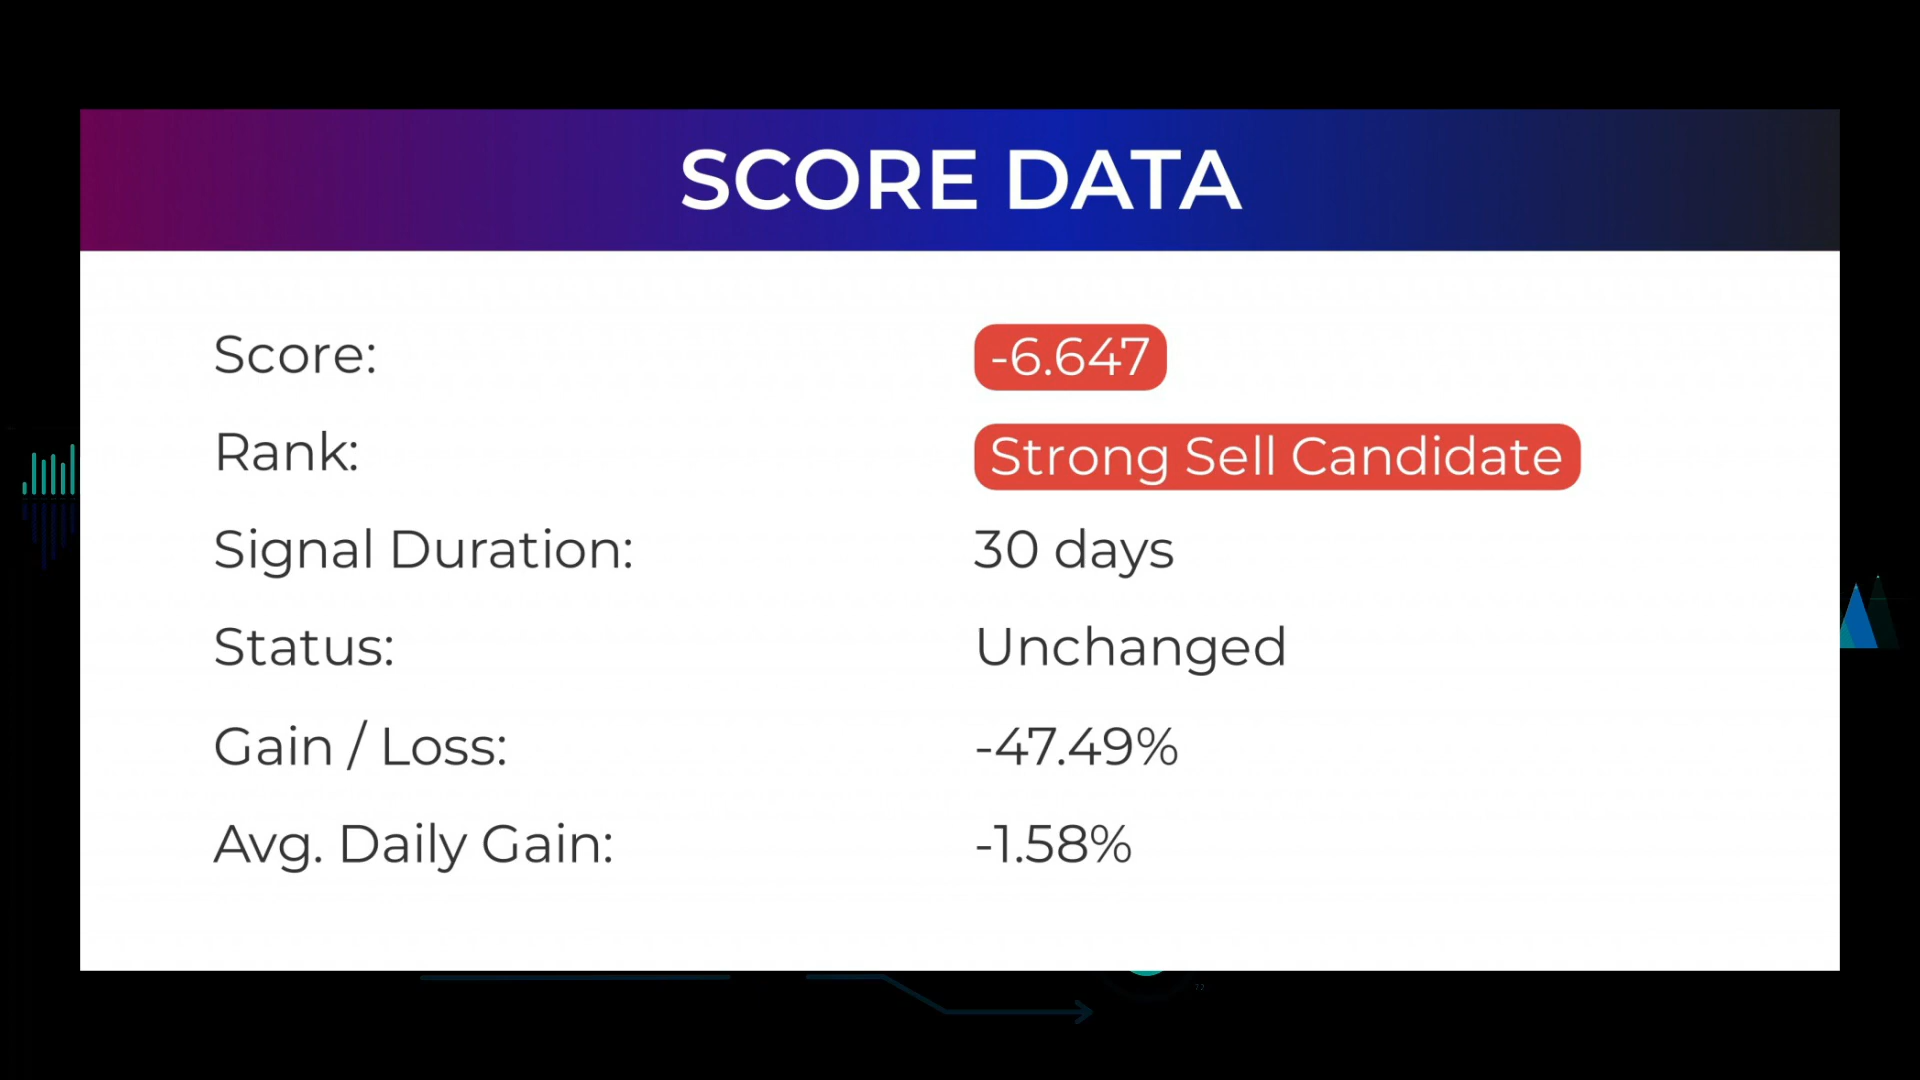 SCORE DATA
Score: -6.647
Rank: Strong Sell Candidate
Signal Duration: 30 days
Status: Unchanged
Gain / Loss: -47.49%
Avg. Daily Gain: -1.58%